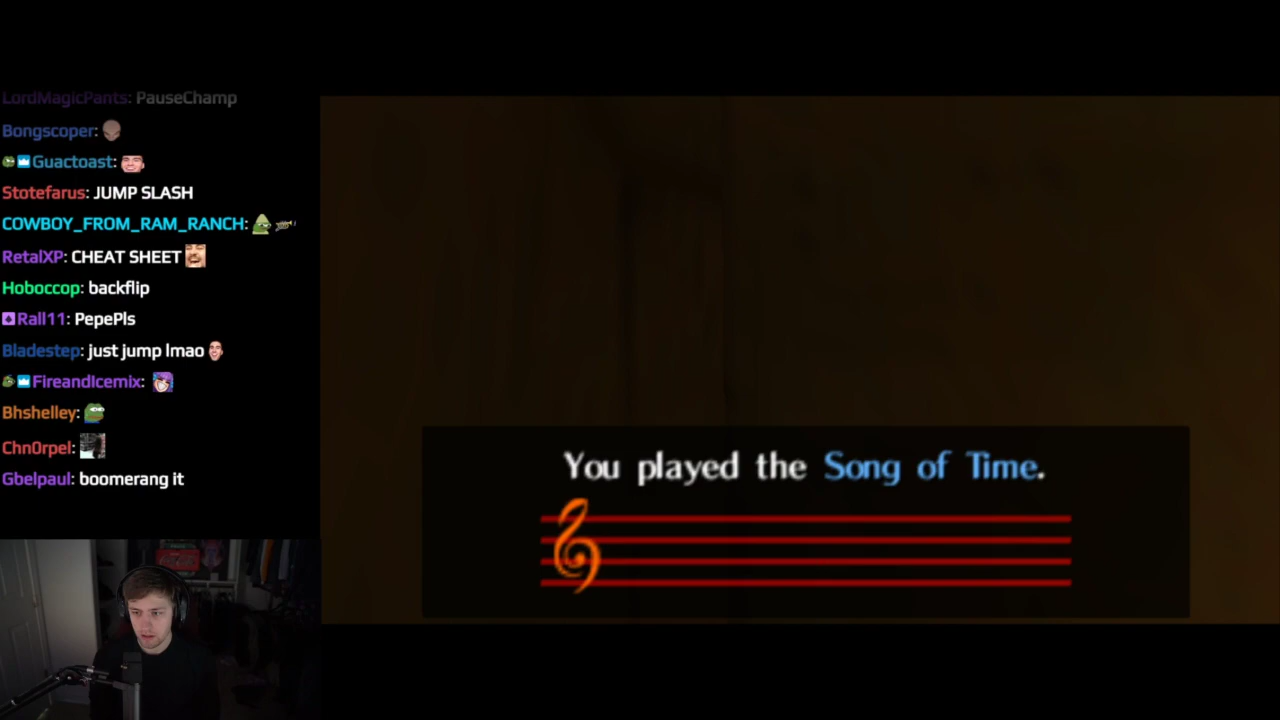 LordMagicPants: PauseChamp
Bongscoper:
Guactoast:
Stotefarus: JUMP SLASH
COWBOY_FROM_RAM_RANCH:
RetalXP: CHEAT SHEET
Hoboccop: backflip
Rall11: PepePls
Bladestep: just jump lmao
FireandIcemix:
Bhshelley:
Chn0rpel:
Gbelpaul: boomerang it
You played the Song of Time.